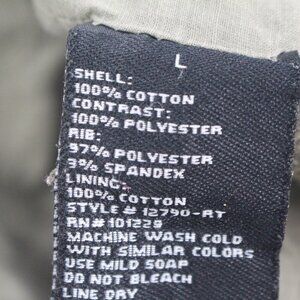 L
SHELL:
100% COTTON
CONTRAST:
100% POLYESTER
RIB:
97% POLYESTER
3% SPANDEX
LINING:
100% COTTON
STYLE # 12790-RT
RN# 101229
MACHINE WASH COLD
WITH SIMILAR COLORS
USE MILD SOAP
DO NOT BLEACH
LINE DRY